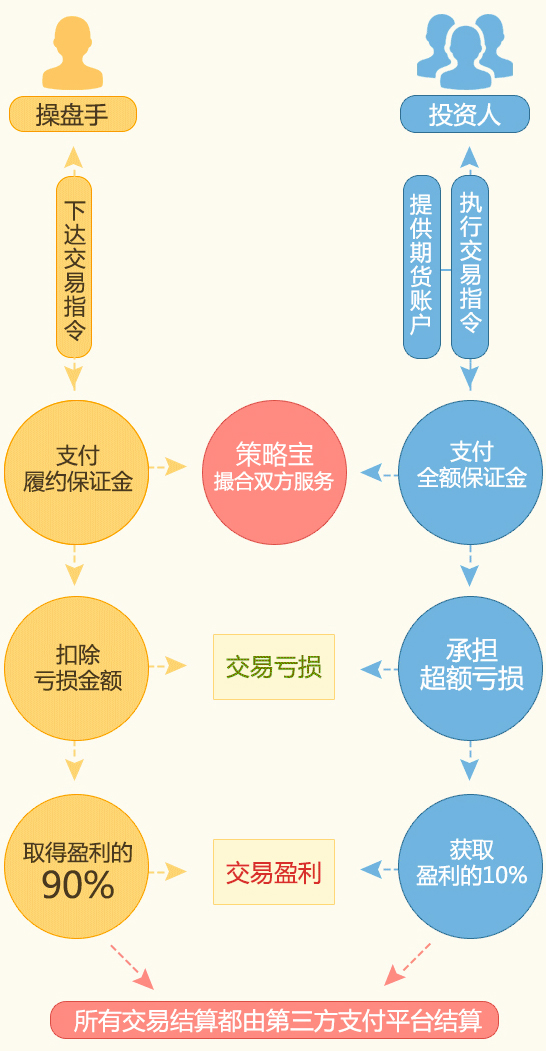 操盘手
投资人
下达交易指令
提供期货账户
执行交易指令
支付
履约保证金
策略宝
撮合双方服务
支付
全额保证金
扣除
亏损金额
交易亏损
承担
超额亏损
取得盈利的
90%
交易盈利
获取
盈利的10%
所有交易结算都由第三方支付平台结算